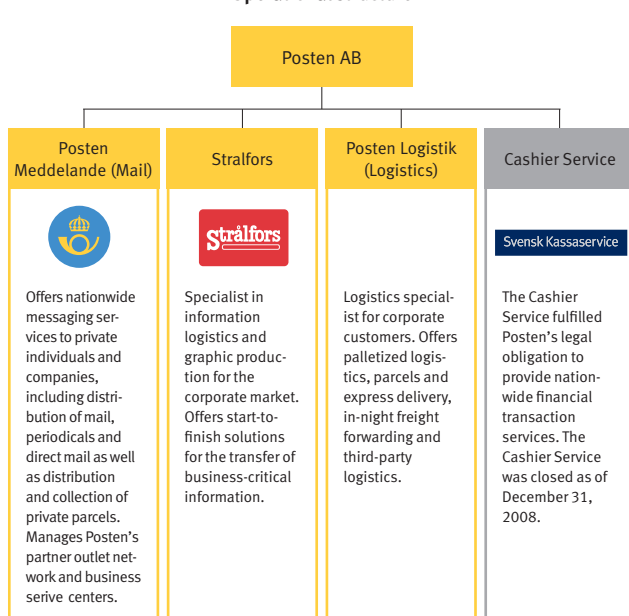 Posten AB
Posten
Meddelande (Mail)
Stralfors
Posten Logistik
(Logistics)
Cashier Service
Strålfors
Svensk Kassaservice
Offers nationwide
messaging ser-
vices to private
individuals and
companies,
including distri-
bution of mail,
periodicals and
direct mail as well
as distribution
and collection of
private parcels.
Manages Posten’s
partner outlet net-
work and business
serive centers.
Specialist in
information
logistics and
graphic produc-
tion for the
corporate market.
Offers start-to-
finish solutions
for the transfer of
business-critical
information.
Logistics special-
ist for corporate
customers. Offers
palletized logis-
tics, parcels and
express delivery,
in-night freight
forwarding and
third-party
logistics.
The Cashier
Service fulfilled
Posten’s legal
obligation to
provide nation-
wide financial
transaction
services. The
Cashier Service
was closed as of
December 31,
2008.